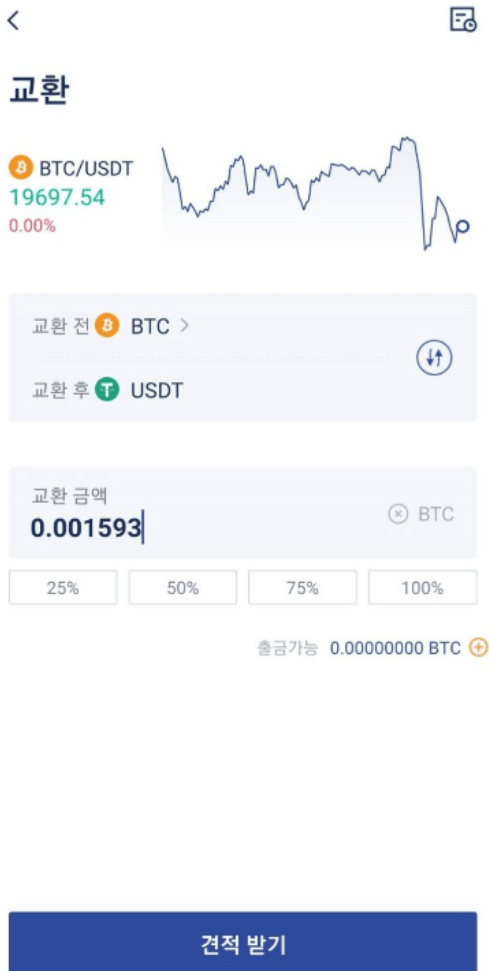 교환
BTC/USDT
19697.54
0.00%
교환 전 BTC
교환 후 USDT
교환 금액
0.001593 BTC
25% 50% 75% 100%
출금가능 0.00000000 BTC
견적 받기